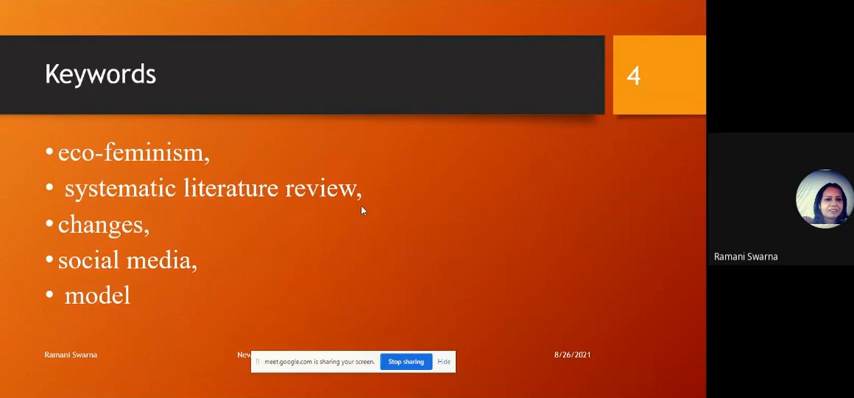 Keywords
4
•eco-feminism,
• systematic literature review,
•changes,
•social media,
• model
Ramani Swarna
8/26/2021
meet.google.com is sharing your screen.
Stop sharing
Hide
Ramani Swarna